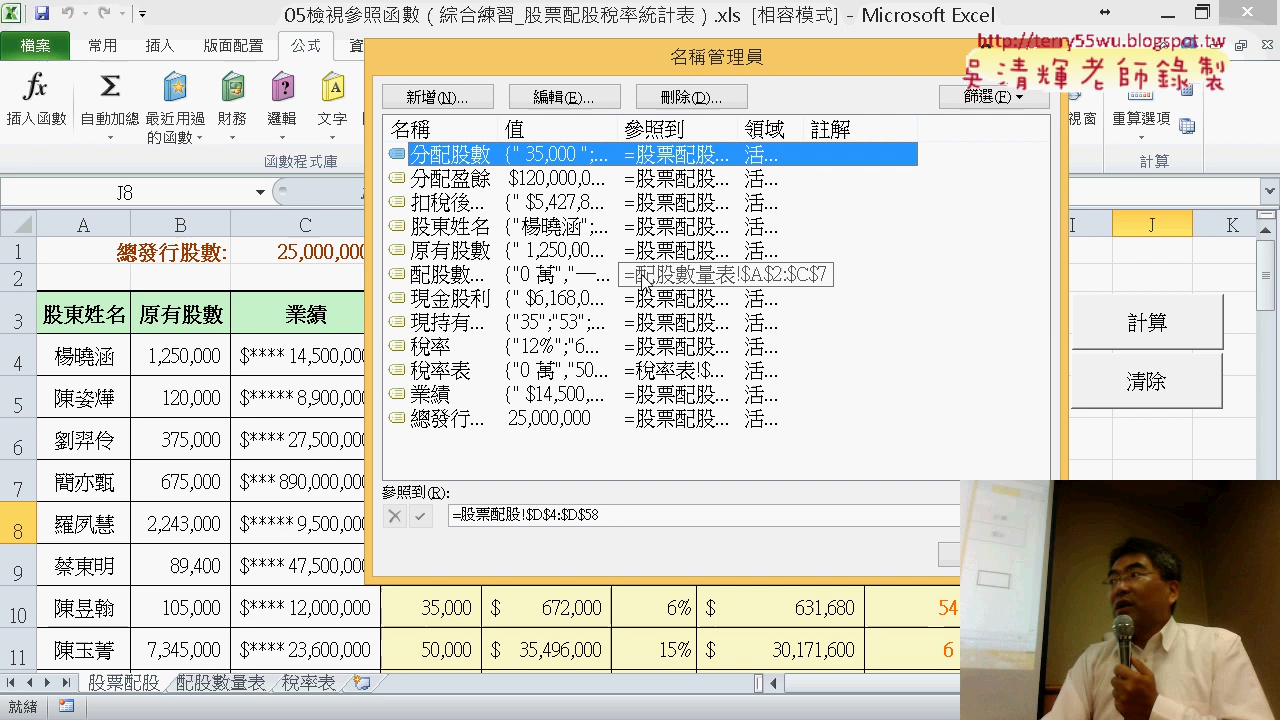 05檢視參照函數(綜合練習_股票配股稅率統計表).xls [相容模式] - Microsoft Excel
http://terry55wu.blogspot.tw
吳清輝老師錄製
檔案 常用 插入 版面配置 公式 資
名稱管理員
插入函數 自動加總 最近使用過的函數 財務 邏輯 文字
視窗 重算選項
函數程式庫 計算
新增(N)... 編輯(E)... 刪除(D)... 篩選(F)
名稱 值 參照到 領域 註解
分配股數 {" 35,000 ";... =股票配股... 活...
分配盈餘 $120,000,0... =股票配股... 活...
扣稅後... {" $5,427,8... =股票配股... 活...
股東姓名 {"楊曉涵";... =股票配股... 活...
原有股數 {" 1,250,00... =股票配股... 活...
配股數... {"0 萬","一... =配股數量表!$A$2:$C$7
現金股利 {" $6,168,0... =股票配股... 活...
現持有... {"35";"53";... =股票配股... 活...
稅率 {"12%";"6... =股票配股... 活...
稅率表 {"0 萬","50... =稅率表!$... 活...
業績 {" $14,500,... =股票配股... 活...
總發行... 25,000,000 =股票配股... 活...
參照到(R):
=股票配股!$D$4:$D$58
J8
A B C I J K
1 總發行股數: 25,000,000
2
3 股東姓名 原有股數 業績
4 楊曉涵 1,250,000 $**** 14,500,000
5 陳姿燁 120,000 $***** 8,900,000
6 劉羿伶 375,000 $**** 27,500,000
7 簡亦甄 675,000 $*** 890,000,000
8 羅夙慧 2,243,000 $***** 7,500,000
9 蔡東明 89,400 $**** 47,500,000
10 陳昱翰 105,000 $**** 12,000,000 35,000 $ 672,000 6% $ 631,680 54
11 陳玉菁 7,345,000 $**** 23,600,000 50,000 $ 35,496,000 15% $ 30,171,600 6
計算
清除
股票配股 配股數量表 稅率表
就緒